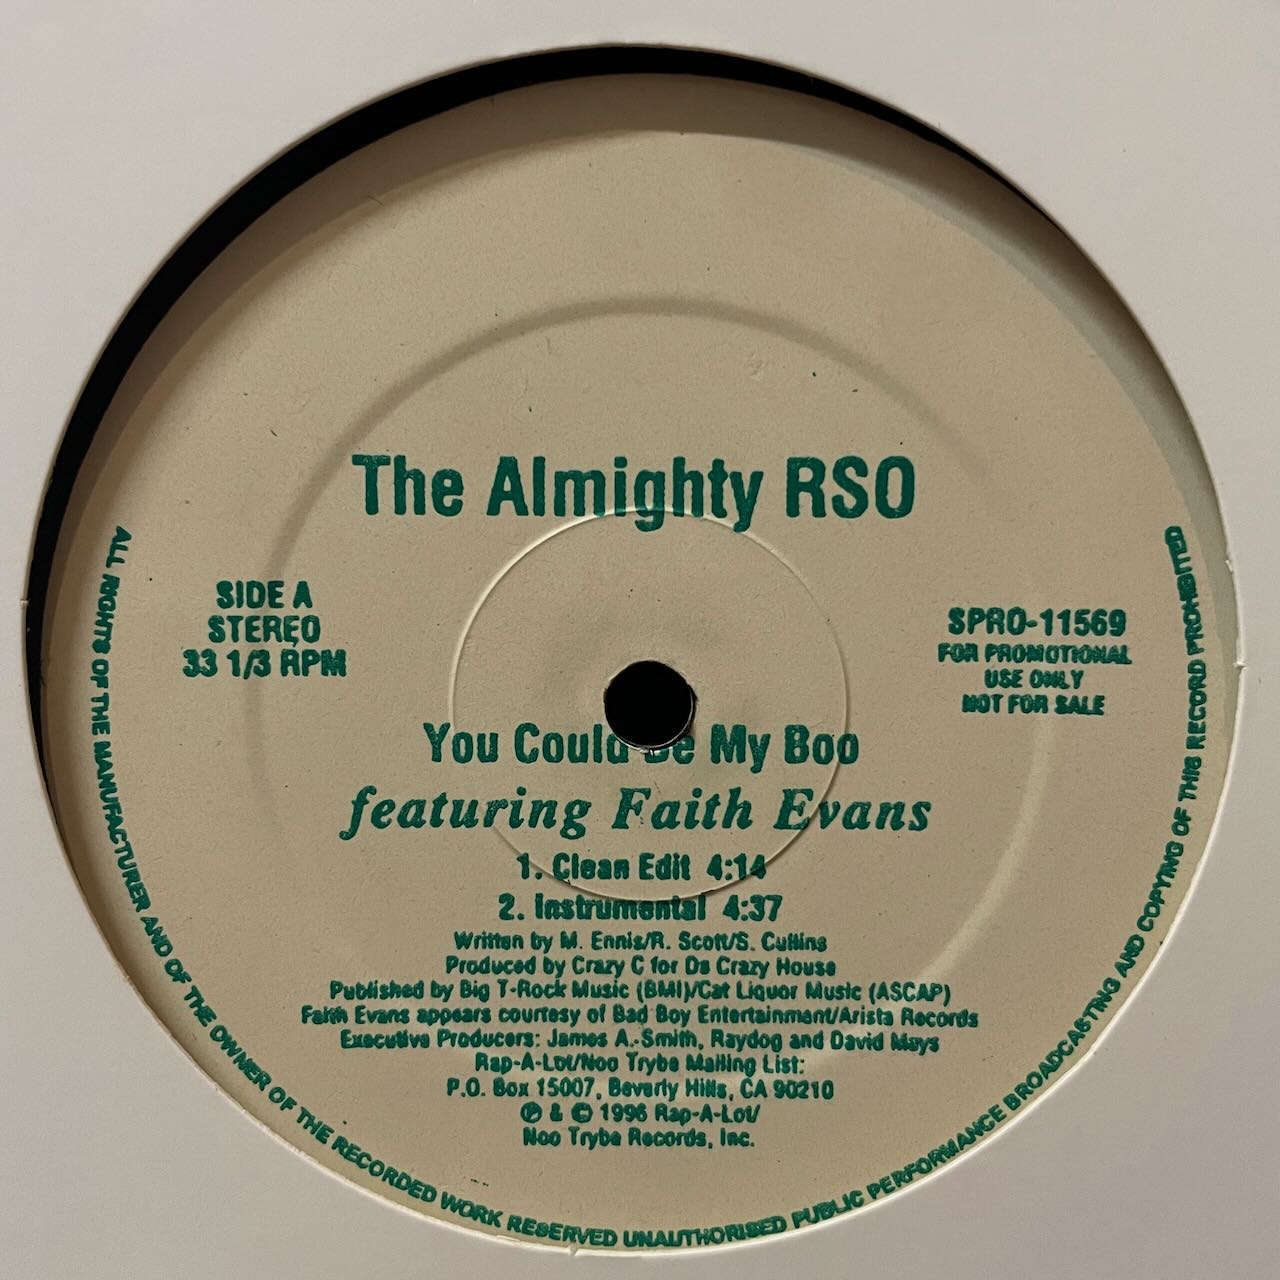 The Almighty RSO
SIDE A
STEREO
33 1/3 RPM
SPRO-11569
FOR PROMOTIONAL
USE ONLY
NOT FOR SALE
You Could Be My Boo
featuring Faith Evans
1. Clean Edit 4:14
2. Instrumental 4:37
Written by M. Ennis/R. Scott/S. Cullins
Produced by Crazy C for Da Crazy House
Published by Big T-Rock Music (BMI)/Cat Liquor Music (ASCAP)
Faith Evans appears courtesy of Bad Boy Entertainment/Arista Records
Executive Producers: James A. Smith, Raydog and David Mays
Rap-A-Lot/Noo Trybe Mailing List:
P.O. Box 15007, Beverly Hills, CA 90210
℗ & © 1996 Rap-A-Lot/
Noo Trybe Records, Inc.
ALL RIGHTS OF THE MANUFACTURER AND OF THE OWNER OF THE RECORDED WORK RESERVED UNAUTHORISED PUBLIC PERFORMANCE BROADCASTING AND COPYING OF THIS RECORD PROHIBITED